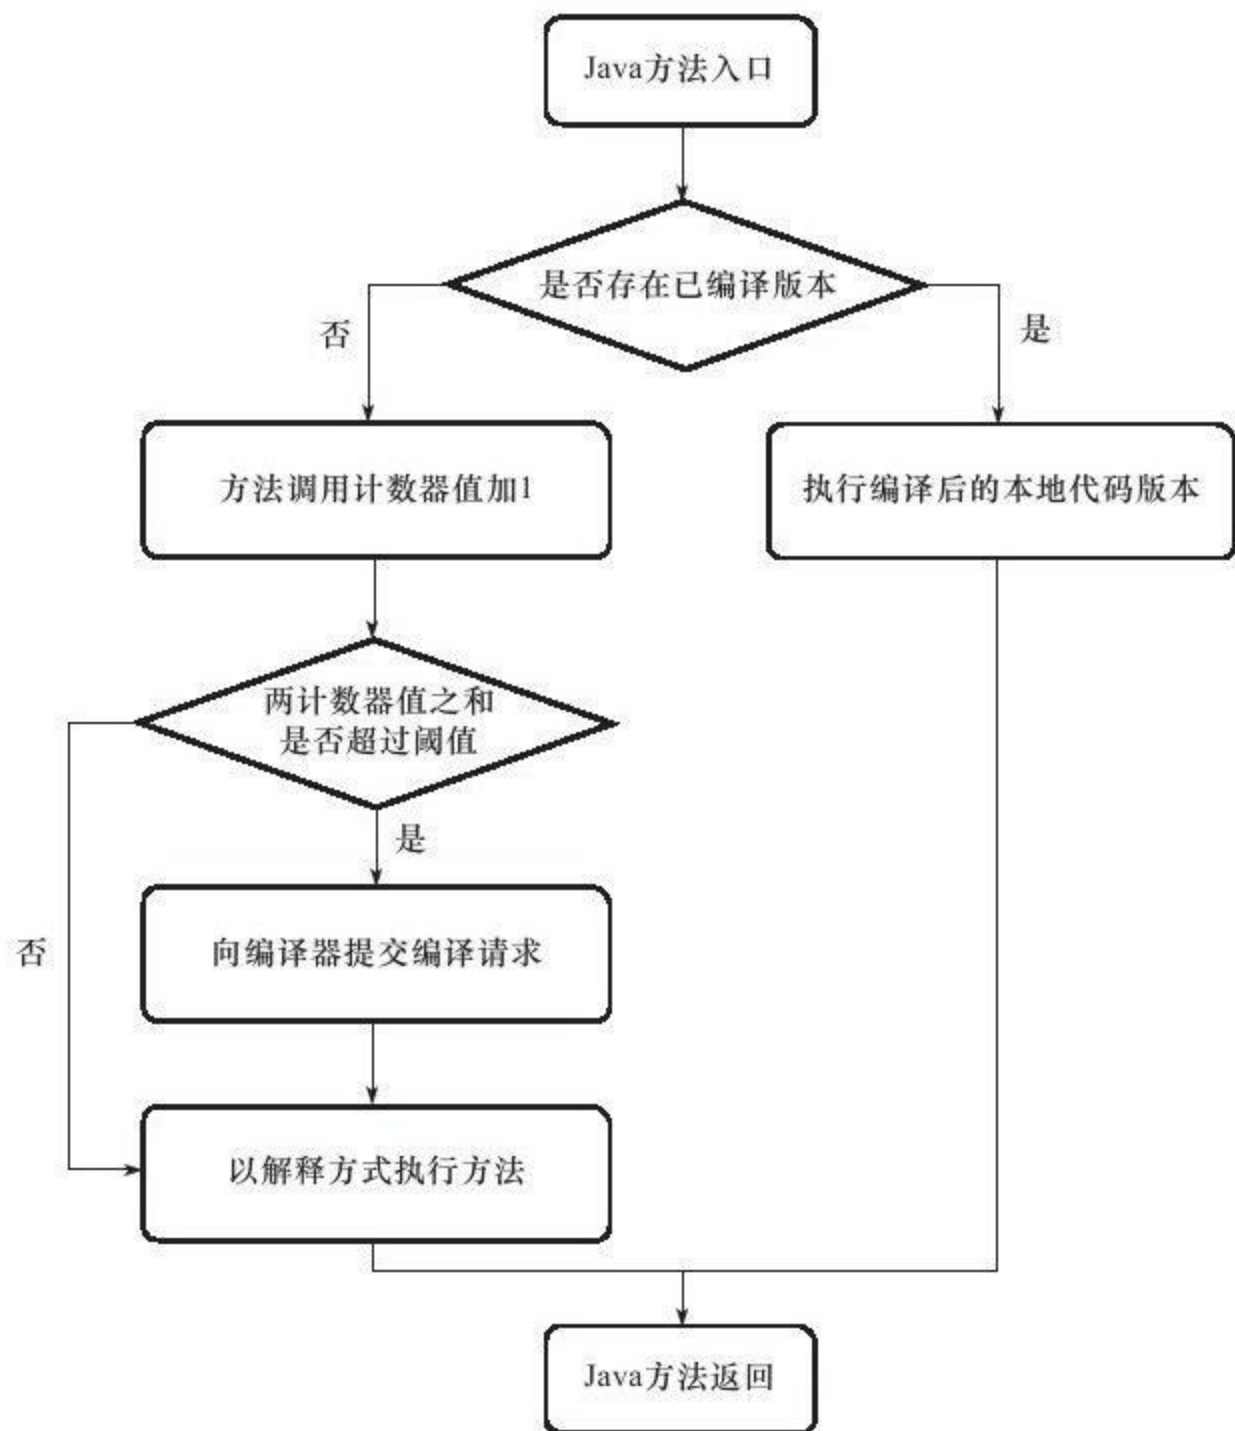 Java方法入口
是否存在已编译版本
否
是
方法调用计数器值加1
执行编译后的本地代码版本
两计数器值之和
是否超过阈值
是
向编译器提交编译请求
否
以解释方式执行方法
Java方法返回